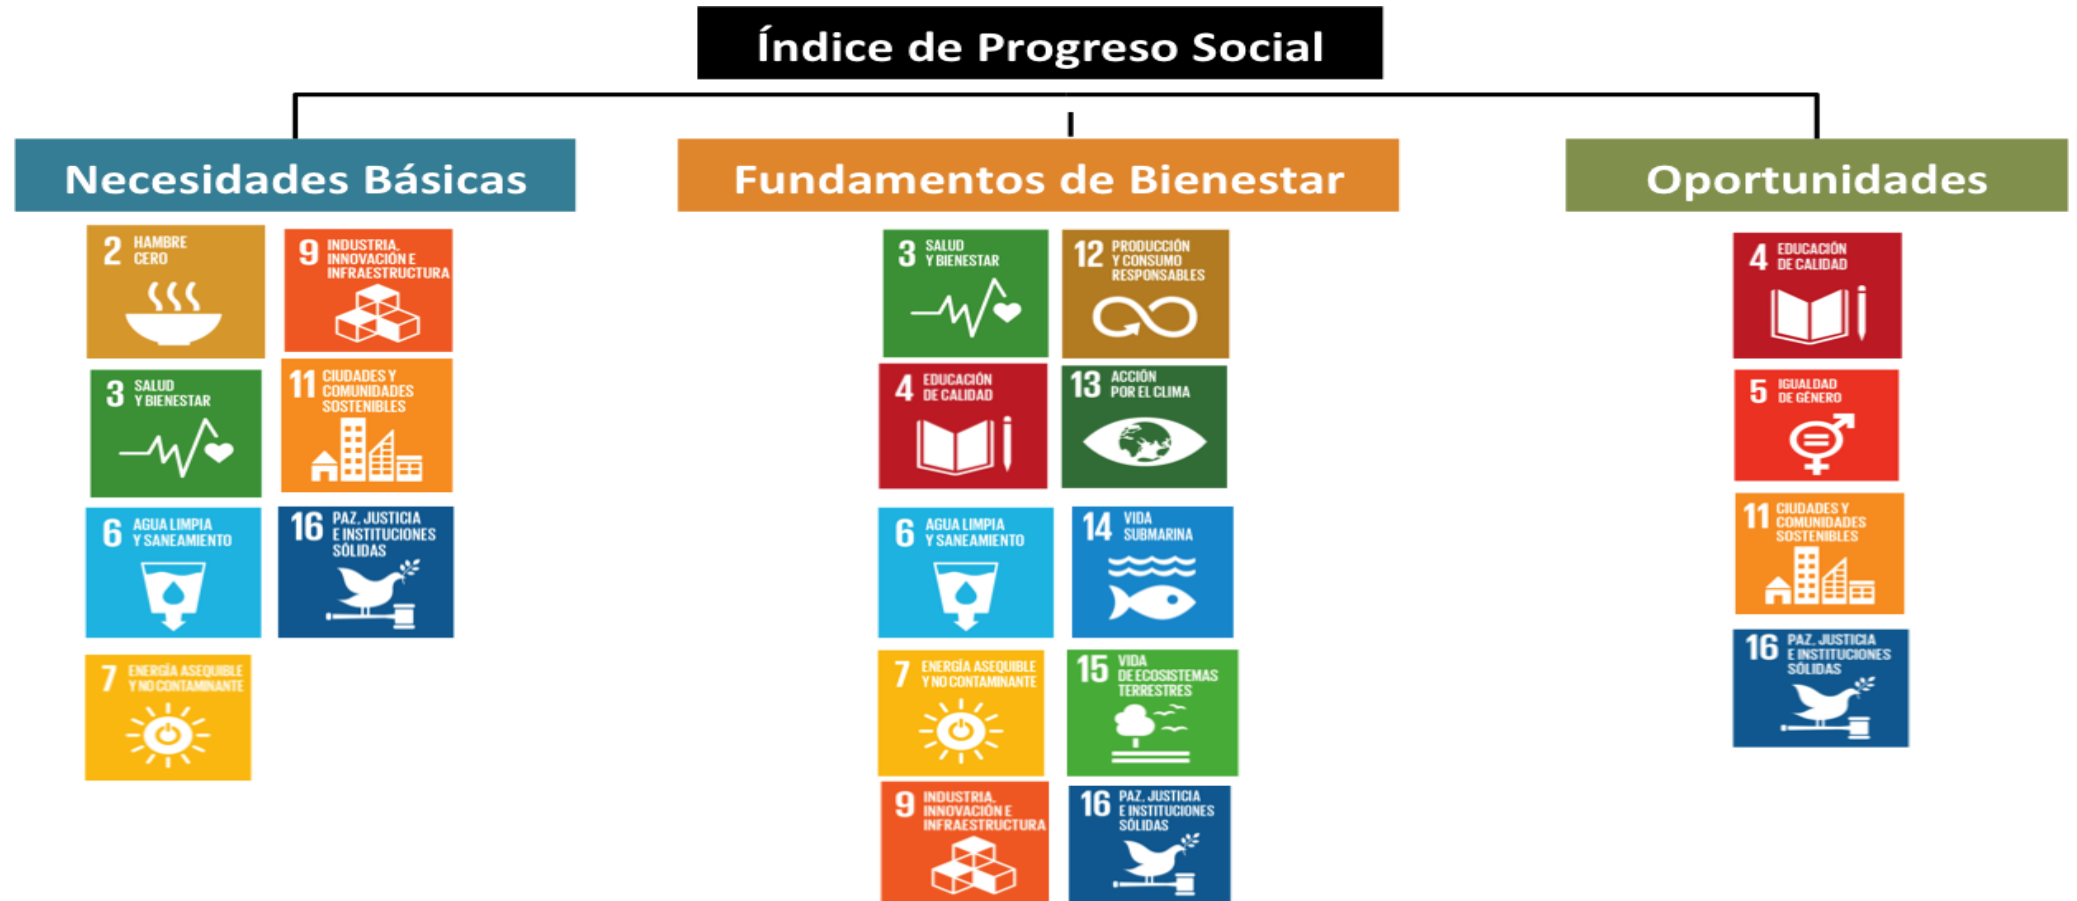 Índice de Progreso Social
Necesidades Básicas
2 HAMBRE
CERO
9 INDUSTRIA,
INNOVACIÓN E
INFRAESTRUCTURA
3 SALUD
Y BIENESTAR
11 CIUDADES Y
COMUNIDADES
SOSTENIBLES
6 AGUA LIMPIA
Y SANEAMIENTO
16 PAZ, JUSTICIA
E INSTITUCIONES
SÓLIDAS
7 ENERGÍA ASEQUIBLE
Y NO CONTAMINANTE
Fundamentos de Bienestar
3 SALUD
Y BIENESTAR
12 PRODUCCIÓN
Y CONSUMO
RESPONSABLES
4 EDUCACIÓN
DE CALIDAD
13 ACCIÓN
POR EL CLIMA
6 AGUA LIMPIA
Y SANEAMIENTO
14 VIDA
SUBMARINA
7 ENERGÍA ASEQUIBLE
Y NO CONTAMINANTE
15 VIDA
DE ECOSISTEMAS
TERRESTRES
9 INDUSTRIA,
INNOVACIÓN E
INFRAESTRUCTURA
16 PAZ, JUSTICIA
E INSTITUCIONES
SÓLIDAS
Oportunidades
4 EDUCACIÓN
DE CALIDAD
5 IGUALDAD
DE GÉNERO
11 CIUDADES Y
COMUNIDADES
SOSTENIBLES
16 PAZ, JUSTICIA
E INSTITUCIONES
SÓLIDAS